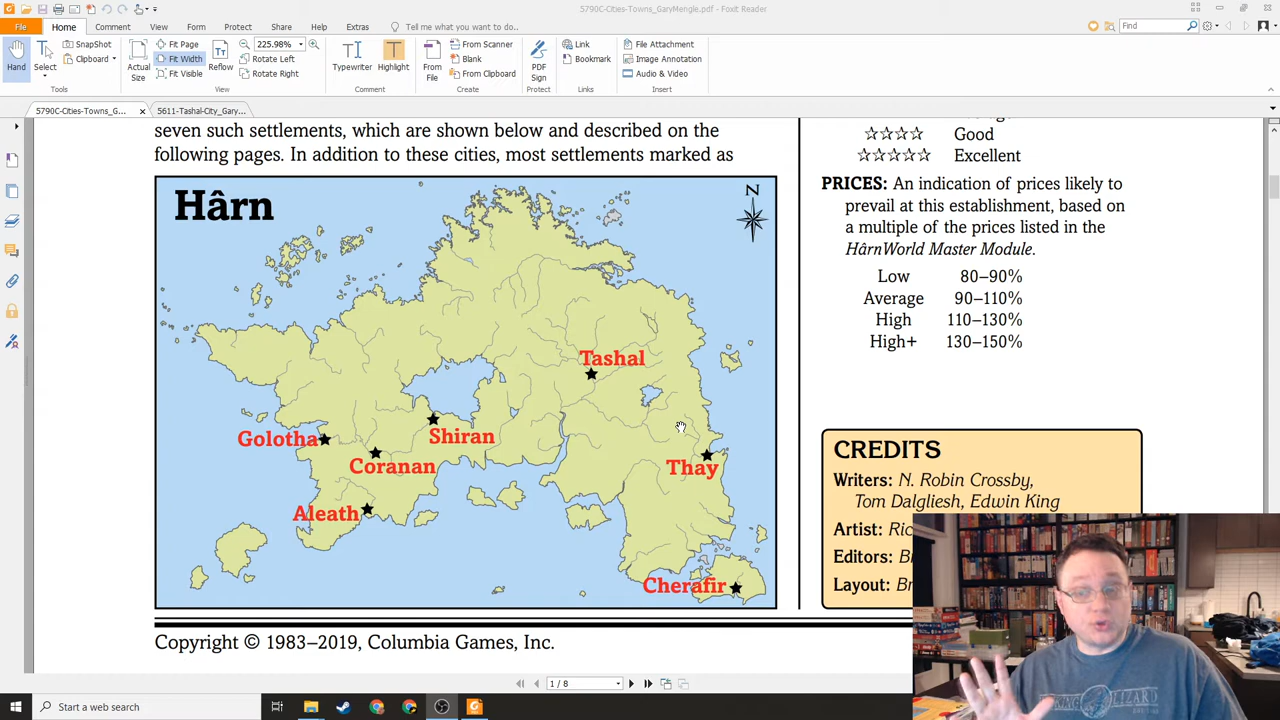 5790C-Cities-Towns_GaryMengle.pdf - Foxit Reader
File
Home
Comment
View
Form
Protect
Share
Help
Extras
Tell me what you want to do...
Find
Hand
Select
SnapShot
Clipboard
Tools
Actual Size
Fit Page
Fit Width
Fit Visible
Reflow
225.98%
Rotate Left
Rotate Right
View
Typewriter
Highlight
Comment
From File
From Scanner
Blank
From Clipboard
Create
PDF Sign
Protect
Link
Bookmark
Links
File Attachment
Image Annotation
Audio & Video
Insert
5790C-Cities-Towns_G...
5611-Tashal-City_Gary...
seven such settlements, which are shown below and described on the
following pages. In addition to these cities, most settlements marked as
Hârn
N
Tashal
Golotha
Shiran
Coranan
Thay
Aleath
Cherafir
Copyright © 1983–2019, Columbia Games, Inc.
☆☆☆☆ Good
☆☆☆☆☆ Excellent
PRICES: An indication of prices likely to
prevail at this establishment, based on
a multiple of the prices listed in the
HârnWorld Master Module.
Low 80–90%
Average 90–110%
High 110–130%
High+ 130–150%
CREDITS
Writers: N. Robin Crossby,
Tom Dalgliesh, Edwin King
Artist: Ric
Editors: B
Layout: Br
1 / 8
Start a web search